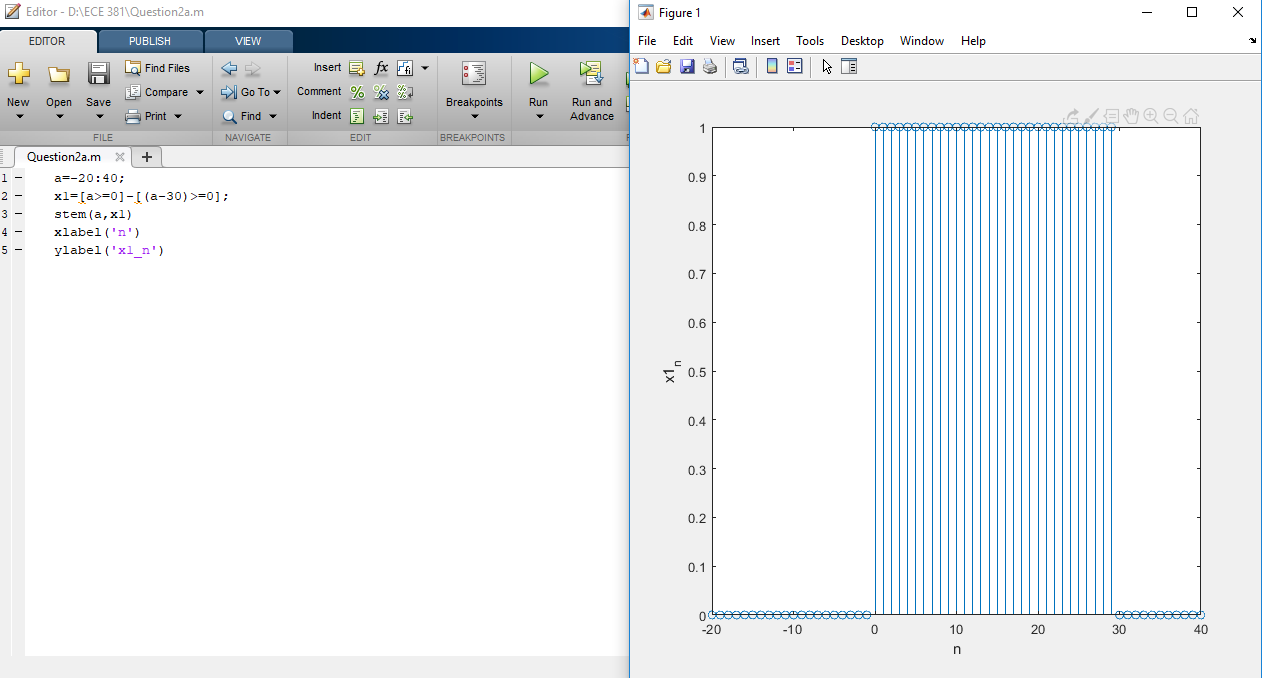 Editor - D:\ECE 381\Question2a.m
EDITOR PUBLISH VIEW
New Open Save
Find Files
Compare
Print
FILE
Go To
Find
NAVIGATE
Insert fx
Comment
Indent
EDIT
Breakpoints
BREAKPOINTS
Run
Run and
Advance
Question2a.m
1 – a=-20:40;
2 – x1=[a>=0]-[(a-30)>=0];
3 – stem(a,x1)
4 – xlabel('n')
5 – ylabel('x1_n')
Figure 1
File Edit View Insert Tools Desktop Window Help
1
0.9
0.8
0.7
0.6
0.5
0.4
0.3
0.2
0.1
0
x1n
-20 -10 0 10 20 30 40
n